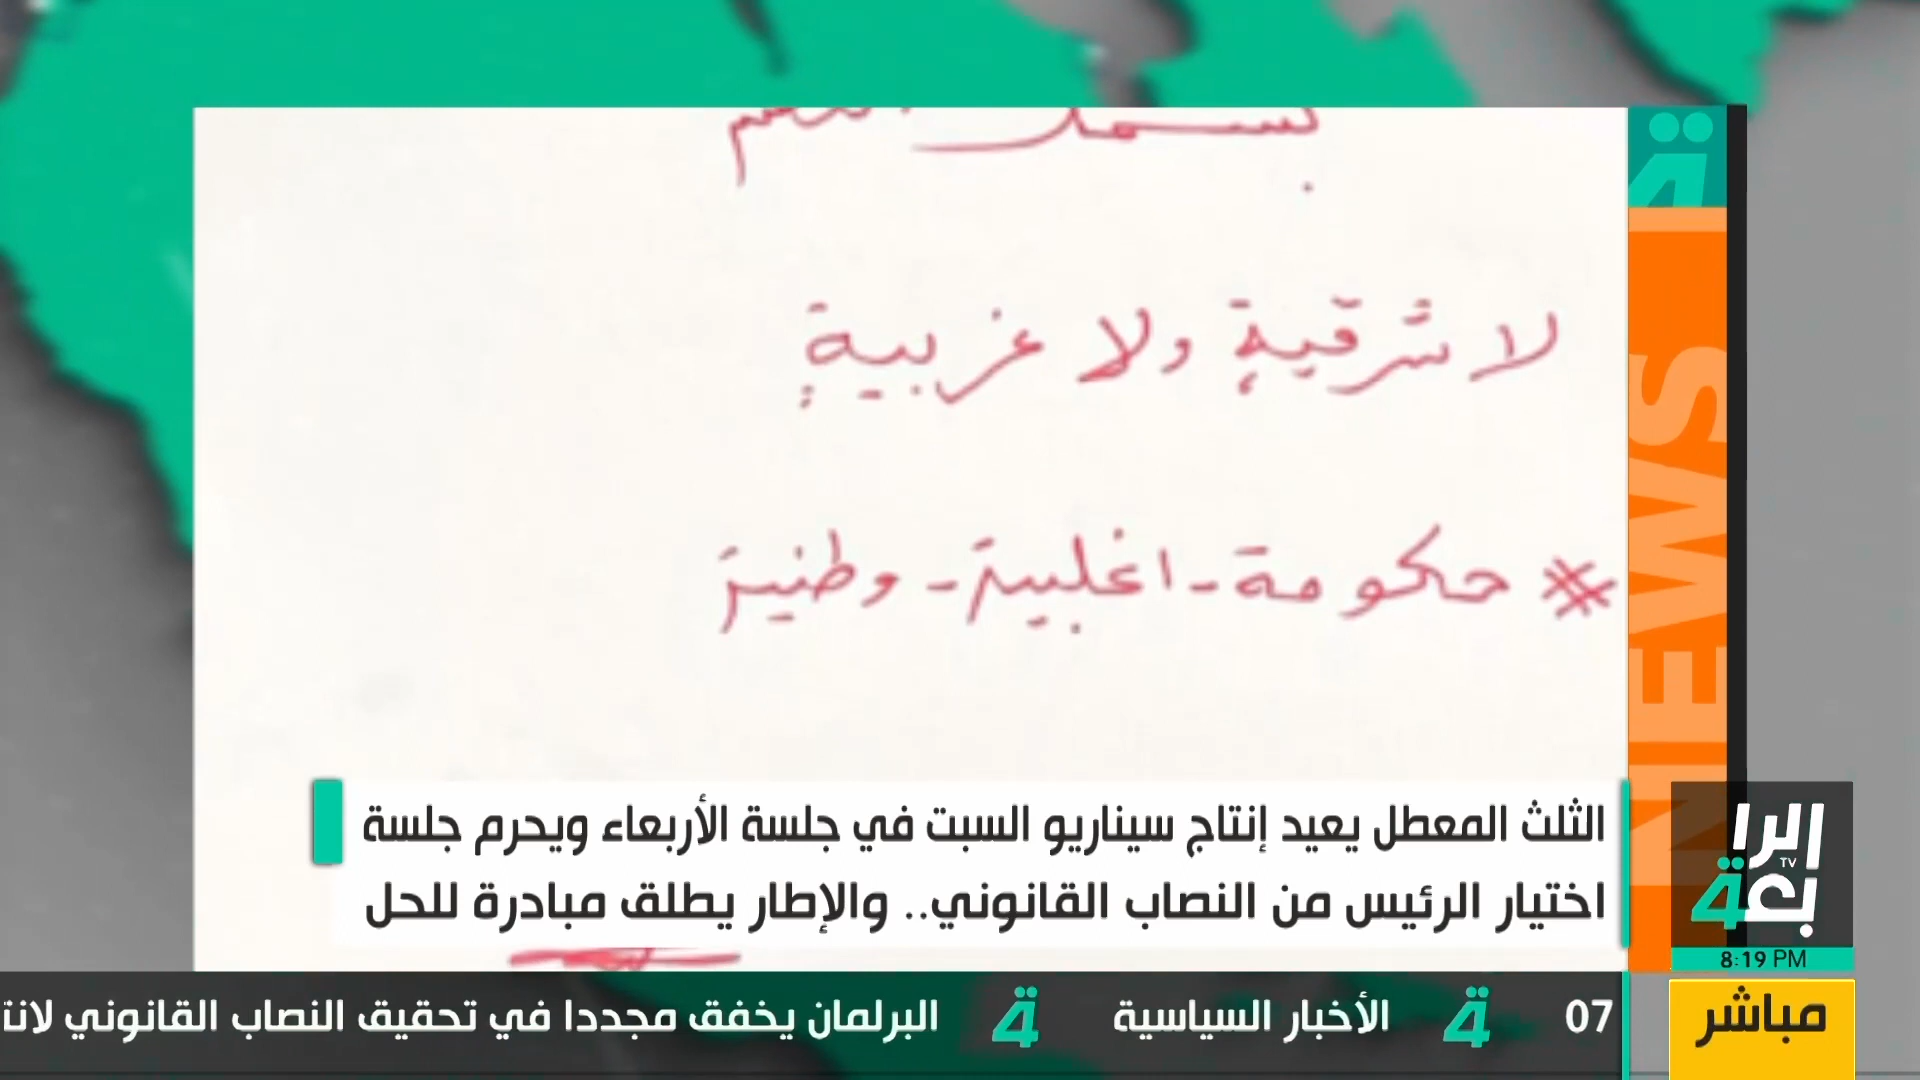 بسمه تعالى
لا شرقية ولا غربية
* حكومة - اغلبية - وطنية
NEWS
الثلث المعطل يعيد إنتاج سيناريو السبت في جلسة الأربعاء ويحرم جلسة
اختيار الرئيس من النصاب القانوني.. والإطار يطلق مبادرة للحل
الرابعة
TV
8:19 PM
07 الأخبار السياسية البرلمان يخفق مجددا في تحقيق النصاب القانوني
مباشر